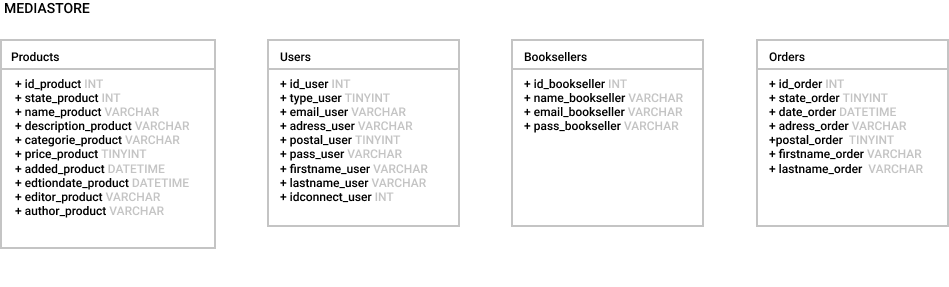 MEDIASTORE
Products
+ id_product INT
+ state_product INT
+ name_product VARCHAR
+ description_product VARCHAR
+ categorie_product VARCHAR
+ price_product TINYINT
+ added_product DATETIME
+ edtiondate_product DATETIME
+ editor_product VARCHAR
+ author_product VARCHAR
Users
+ id_user INT
+ type_user TINYINT
+ email_user VARCHAR
+ adress_user VARCHAR
+ postal_user TINYINT
+ pass_user VARCHAR
+ firstname_user VARCHAR
+ lastname_user VARCHAR
+ idconnect_user INT
Booksellers
+ id_bookseller INT
+ name_bookseller VARCHAR
+ email_bookseller VARCHAR
+ pass_bookseller VARCHAR
Orders
+ id_order INT
+ state_order TINYINT
+ date_order DATETIME
+ adress_order VARCHAR
+postal_order TINYINT
+ firstname_order VARCHAR
+ lastname_order VARCHAR